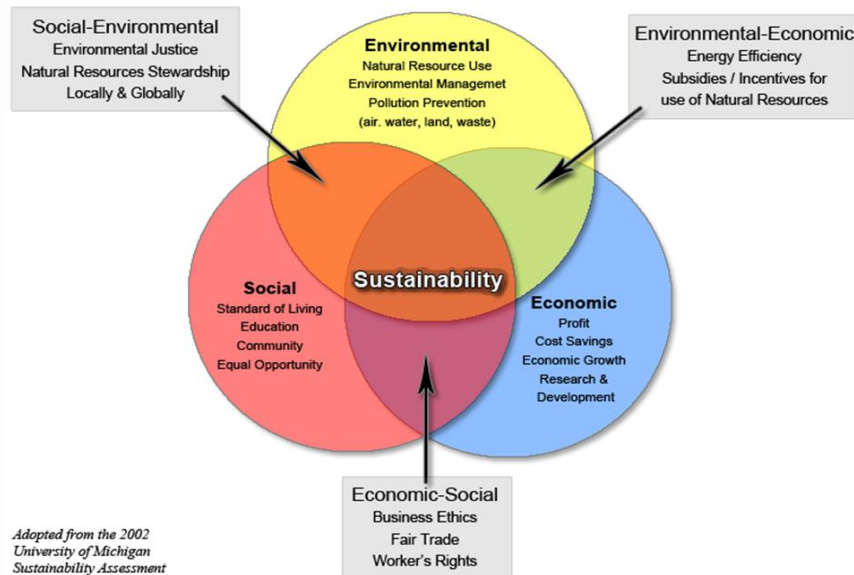 Social-Environmental
Environmental Justice
Natural Resources Stewardship
Locally & Globally
Environmental
Natural Resource Use
Environmental Managemet
Pollution Prevention
(air. water, land, waste)
Environmental-Economic
Energy Efficiency
Subsidies / Incentives for
use of Natural Resources
Sustainability
Social
Standard of Living
Education
Community
Equal Opportunity
Economic
Profit
Cost Savings
Economic Growth
Research &
Development
Economic-Social
Business Ethics
Fair Trade
Worker's Rights
Adopted from the 2002
University of Michigan
Sustainability Assessment